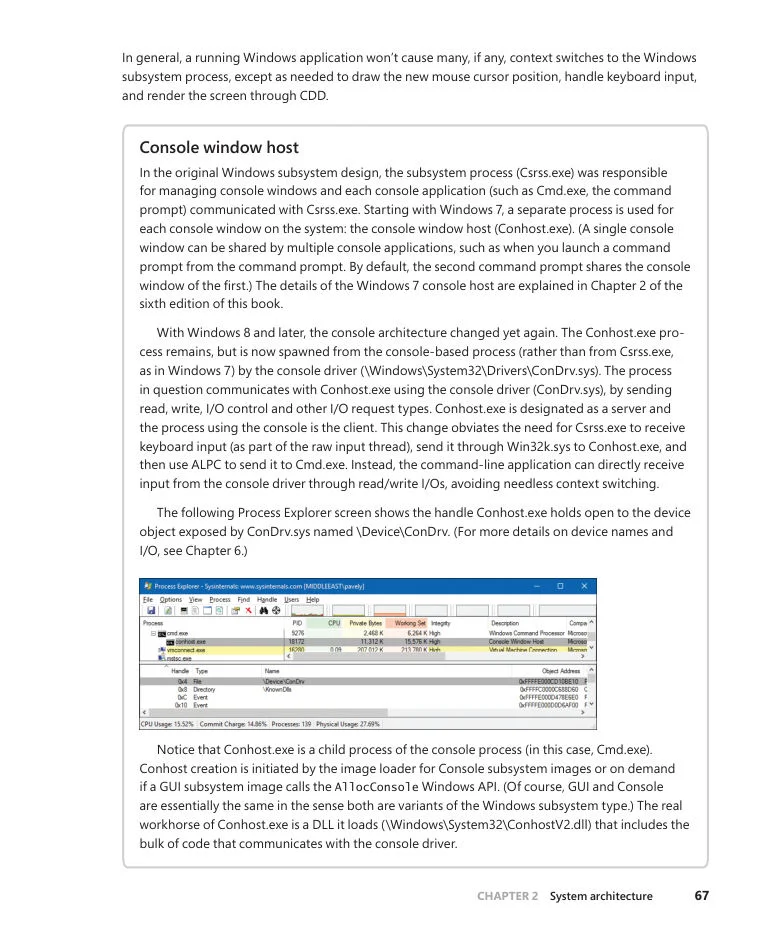 In general, a running Windows application won't cause many, if any, context switches to the Windows
subsystem process, except as needed to draw the new mouse cursor position, handle keyboard input,
and render the screen through CDD.
Console window host
In the original Windows subsystem design, the subsystem process (Csrss.exe) was responsible
for managing console windows and each console application (such as Cmd.exe, the command
prompt) communicated with Csrss.exe. Starting with Windows 7, a separate process is used for
each console window on the system: the console window host (Conhost.exe). (A single console
window can be shared by multiple console applications, such as when you launch a command
prompt from the command prompt. By default, the second command prompt shares the console
window of the first.) The details of the Windows 7 console host are explained in Chapter 2 of the
sixth edition of this book.
With Windows 8 and later, the console architecture changed yet again. The Conhost.exe pro-
cess remains, but is now spawned from the console-based process (rather than from Csrss.exe,
as in Windows 7) by the console driver (\Windows\System32\Drivers\ConDrv.sys). The process
in question communicates with Conhost.exe using the console driver (ConDrv.sys), by sending
read, write, I/O control and other I/O request types. Conhost.exe is designated as a server and
the process using the console is the client. This change obviates the need for Csrss.exe to receive
keyboard input (as part of the raw input thread), send it through Win32k.sys to Conhost.exe, and
then use ALPC to send it to Cmd.exe. Instead, the command-line application can directly receive
input from the console driver through read/write I/Os, avoiding needless context switching.
The following Process Explorer screen shows the handle Conhost.exe holds open to the device
object exposed by ConDrv.sys named \Device\ConDrv. (For more details on device names and
I/O, see Chapter 6.)
Process Explorer - Sysinternals: www.sysinternals.com [MIDDLEEAST\pavely]
File Options View Process Find Handle Users Help
Process PID CPU Private Bytes Working Set Integrity Description Compa
cmd.exe 9276 2,468 K 6,264 K High Windows Command Processor Microso
conhost.exe 18172 11,312 K 15,576 K High Console Window Host Microso
vmconnect.exe 16280 0.09 207,012 K 213,780 K High Virtual Machine Connection Microso
mstsc.exe
Handle Type Name Object Address
0x4 File \Device\ConDrv 0xFFFFE000CD10BE10 F
0x8 Directory \KnownDlls 0xFFFFC0000C688D60 C
0xC Event 0xFFFFE000D478E6E0 F
0x10 Event 0xFFFFE000D0D6AF00 F
CPU Usage: 15.52% Commit Charge: 14.86% Processes: 139 Physical Usage: 27.69%
Notice that Conhost.exe is a child process of the console process (in this case, Cmd.exe).
Conhost creation is initiated by the image loader for Console subsystem images or on demand
if a GUI subsystem image calls the AllocConsole Windows API. (Of course, GUI and Console
are essentially the same in the sense both are variants of the Windows subsystem type.) The real
workhorse of Conhost.exe is a DLL it loads (\Windows\System32\ConhostV2.dll) that includes the
bulk of code that communicates with the console driver.
CHAPTER 2 System architecture 67